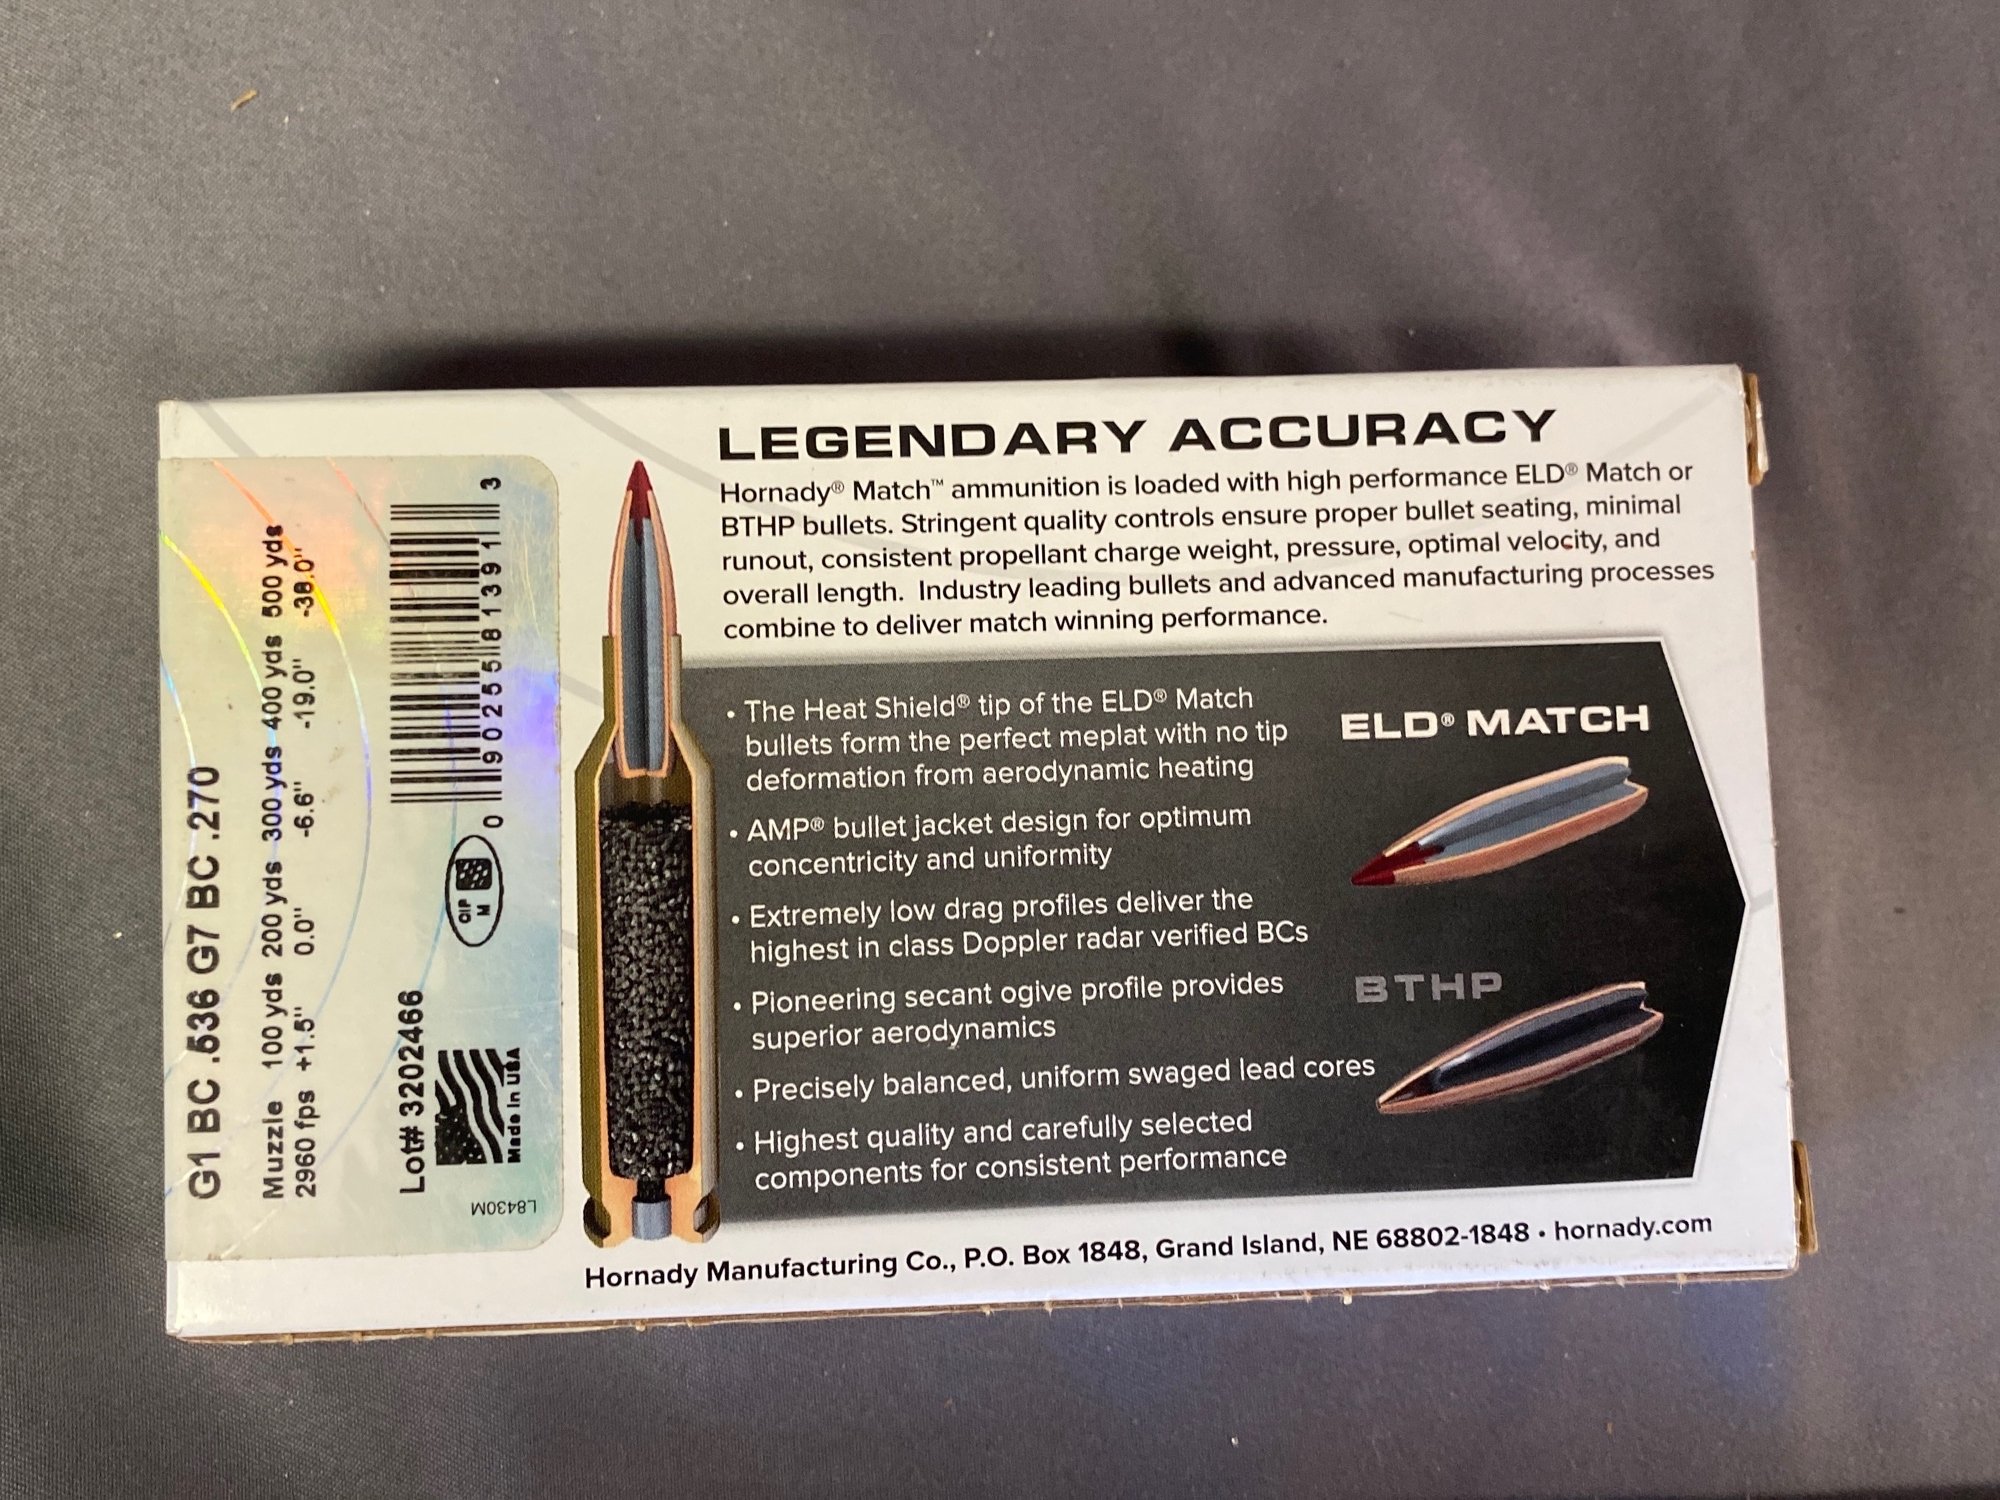 LEGENDARY ACCURACY
Hornady® Match™ ammunition is loaded with high performance ELD® Match or
BTHP bullets. Stringent quality controls ensure proper bullet seating, minimal
runout, consistent propellant charge weight, pressure, optimal velocity, and
overall length. Industry leading bullets and advanced manufacturing processes
combine to deliver match winning performance.
• The Heat Shield® tip of the ELD® Match
bullets form the perfect meplat with no tip
deformation from aerodynamic heating
• AMP® bullet jacket design for optimum
concentricity and uniformity
• Extremely low drag profiles deliver the
highest in class Doppler radar verified BCs
• Pioneering secant ogive profile provides
superior aerodynamics
• Precisely balanced, uniform swaged lead cores
• Highest quality and carefully selected
components for consistent performance
ELD® MATCH
BTHP
Hornady Manufacturing Co., P.O. Box 1848, Grand Island, NE 68802-1848 • hornady.com
G1 BC .536 G7 BC .270
Muzzle 100 yds 200 yds 300 yds 400 yds 500 yds
2960 fps +1.5" 0.0" -6.6" -19.0" -38.0"
Lot# 3202466
CIP
M
0 90255 81391 3
Made in USA
L8430M